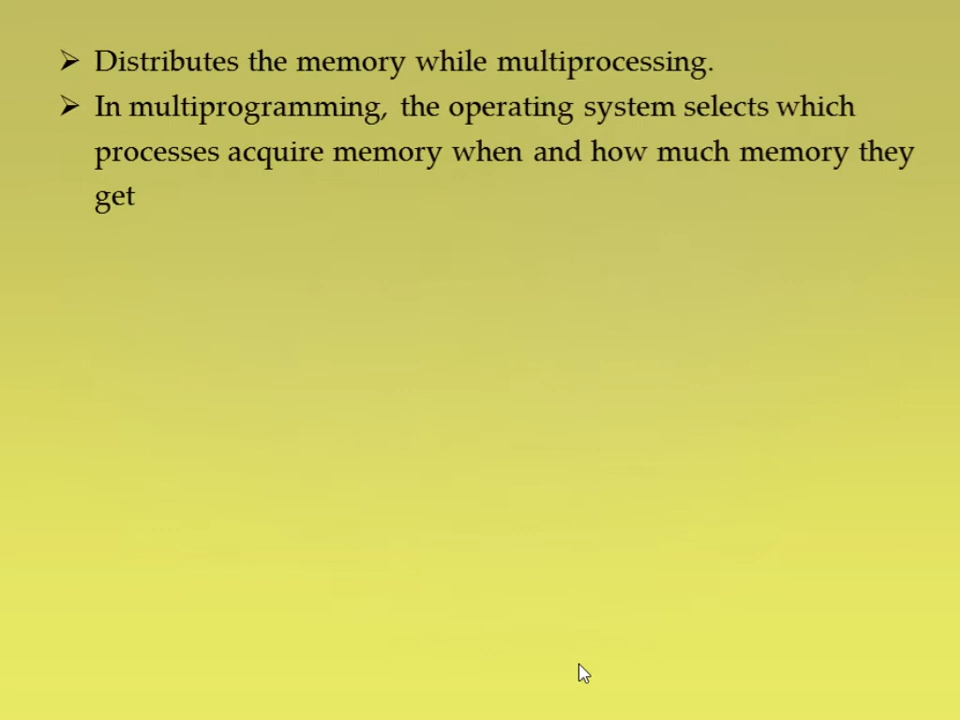 ➢ Distributes the memory while multiprocessing.
➢ In multiprogramming, the operating system selects which
processes acquire memory when and how much memory they
get